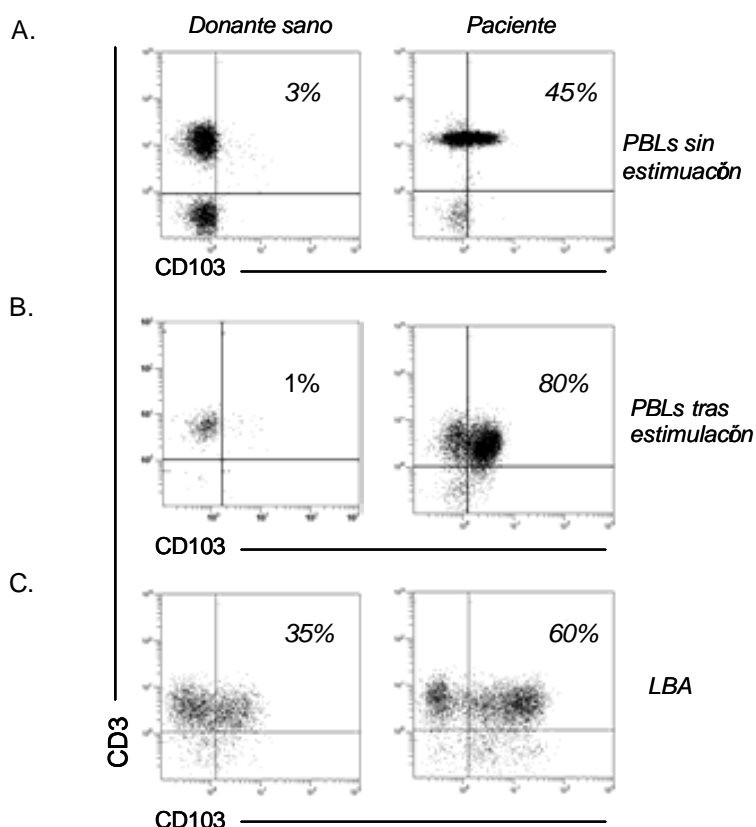 A.
Donante sano
Paciente
3%
45%
PBLs sin
estimuación
CD103
B.
1%
80%
PBLs tras
estimulacón
CD103
C.
35%
60%
LBA
CD3
CD103